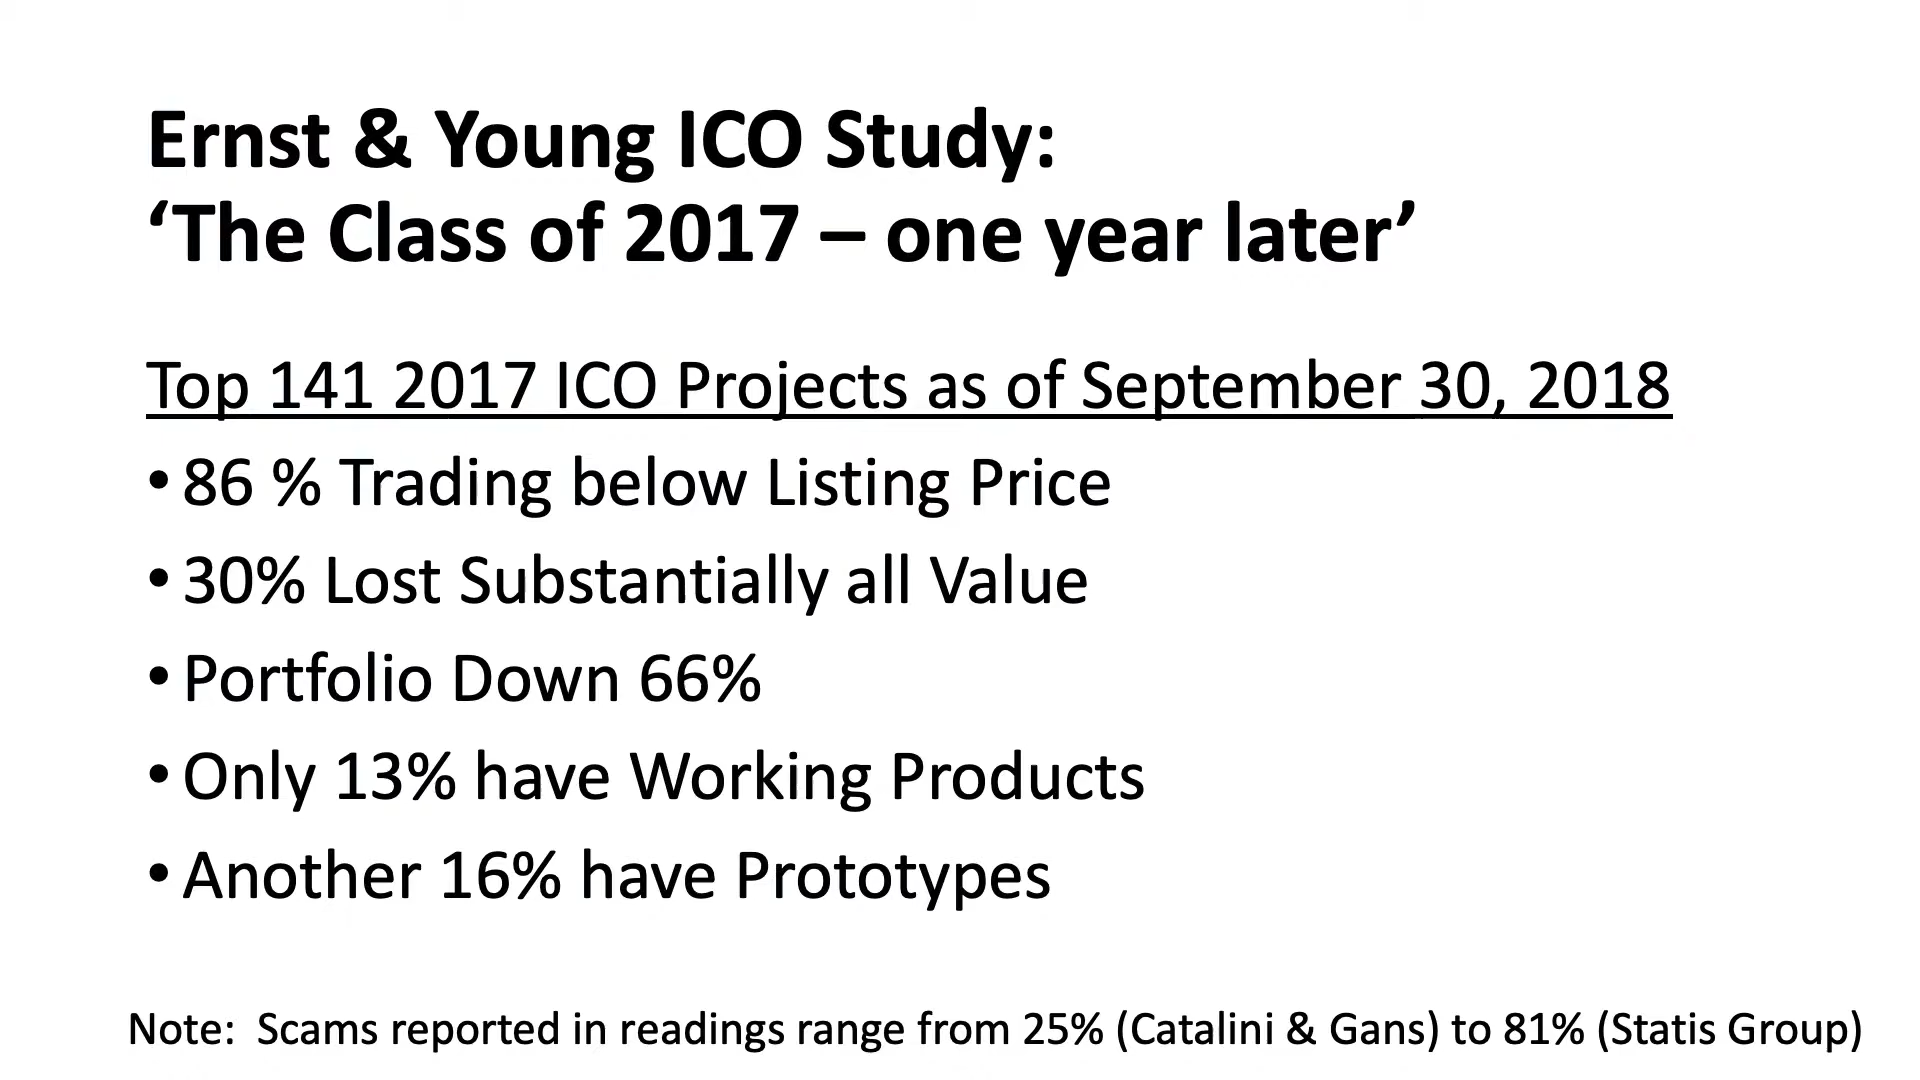 Ernst & Young ICO Study:
‘The Class of 2017 – one year later’
Top 141 2017 ICO Projects as of September 30, 2018
• 86 % Trading below Listing Price
• 30% Lost Substantially all Value
• Portfolio Down 66%
• Only 13% have Working Products
• Another 16% have Prototypes
Note:  Scams reported in readings range from 25% (Catalini & Gans) to 81% (Statis Group)